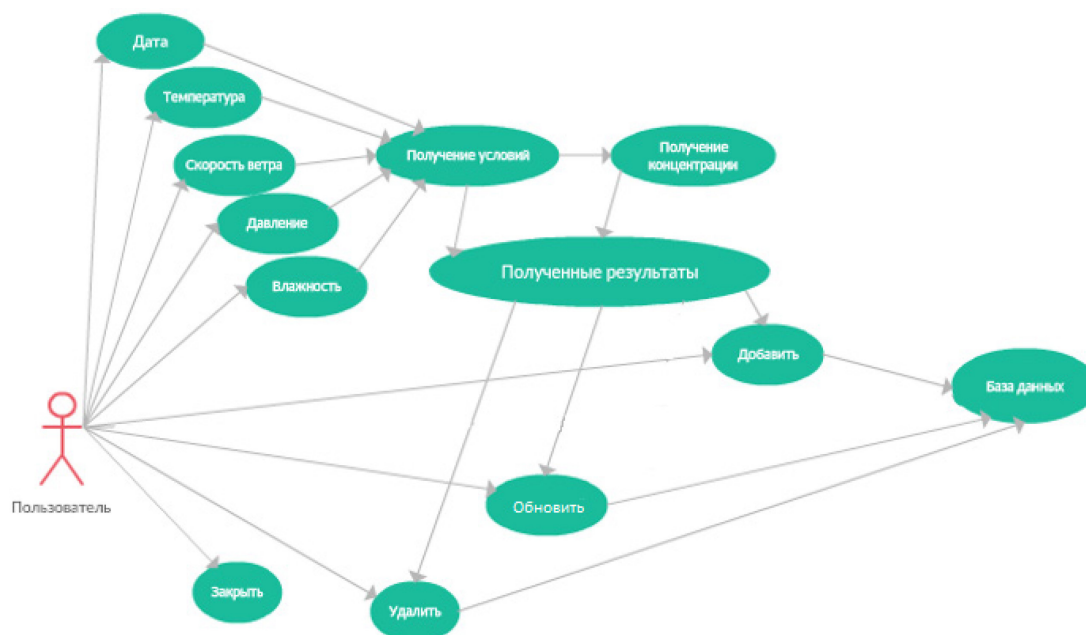 Дата
Температура
Скорость ветра
Давление
Влажность
Получение условий
Получение
концентрации
Полученные результаты
Добавить
База данных
Пользователь
Обновить
Закрыть
Удалить